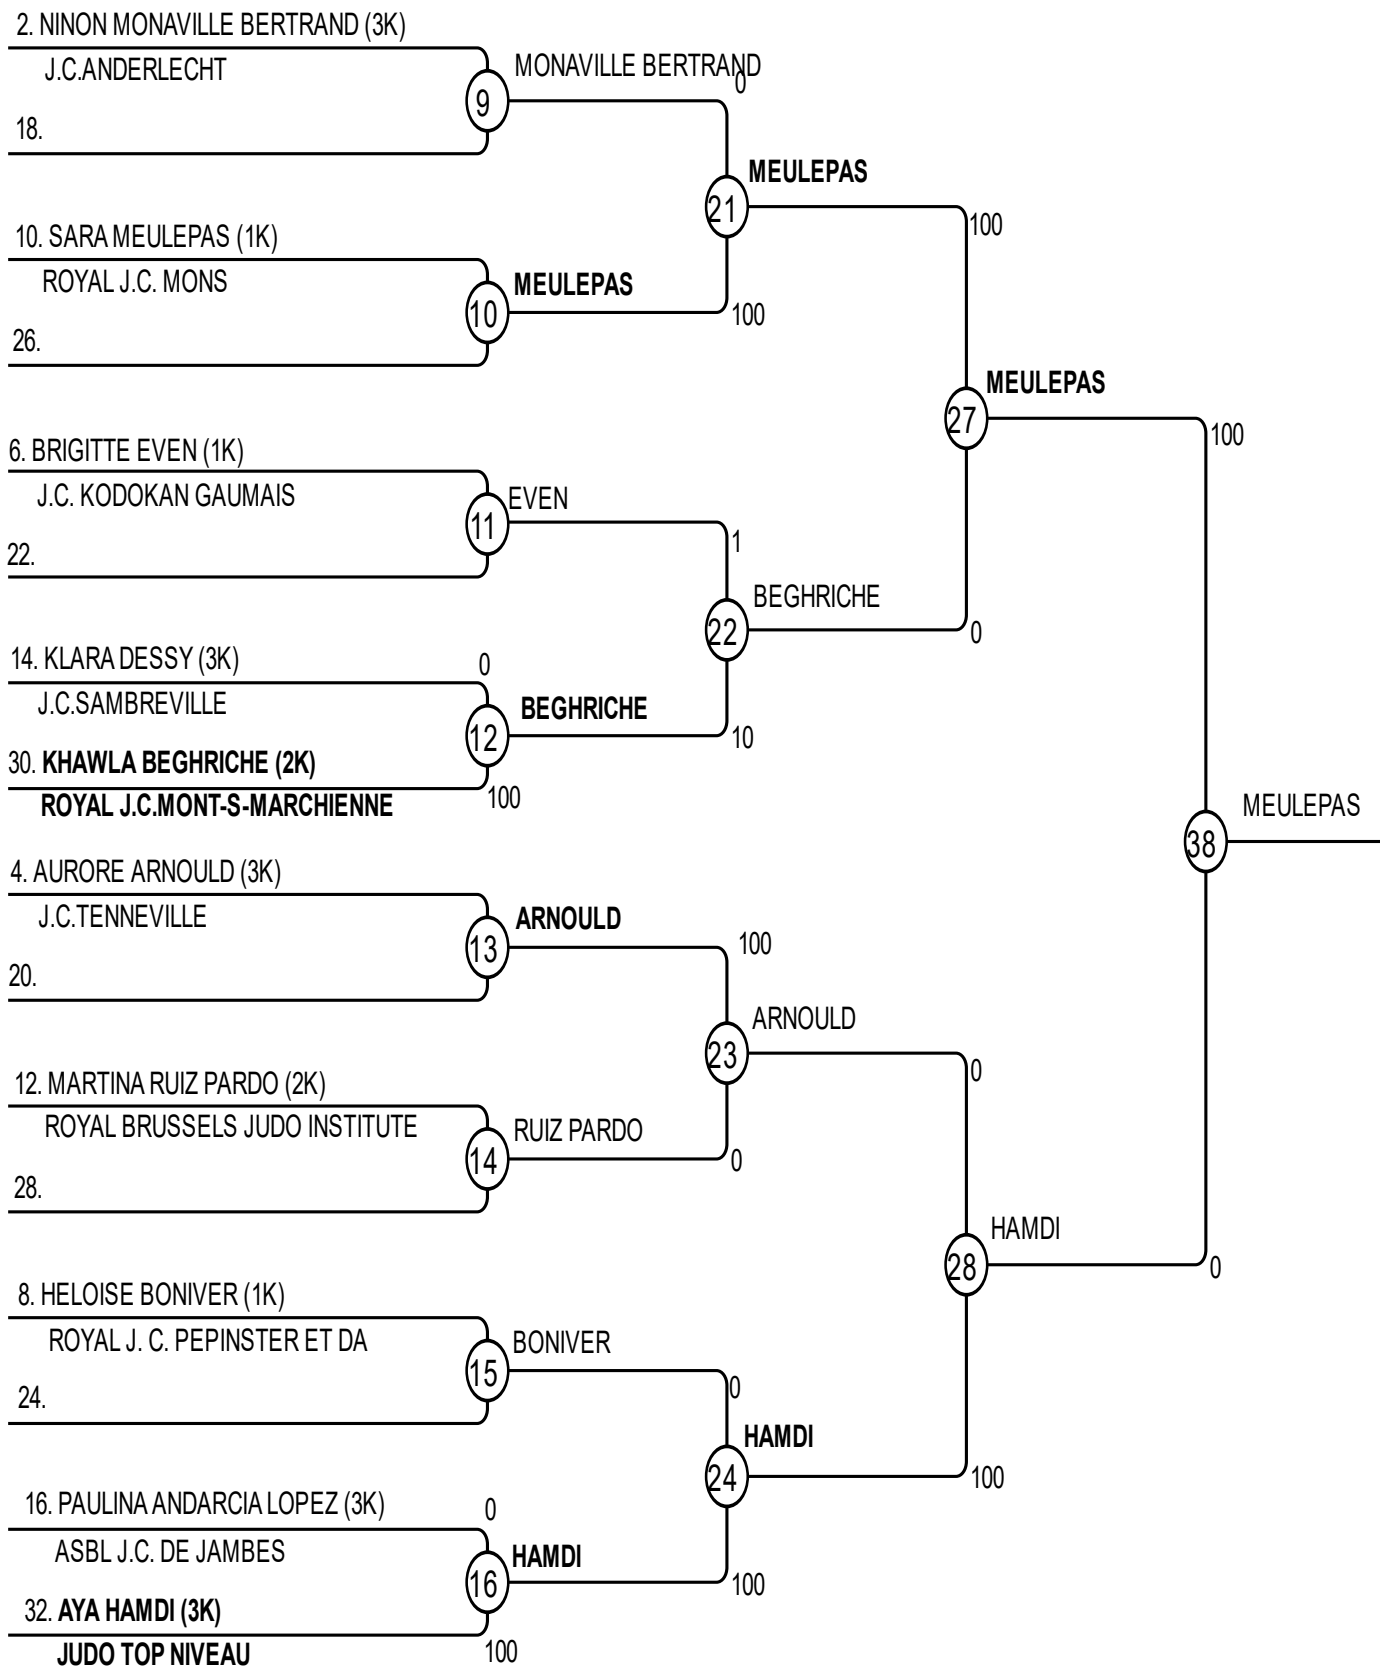 2. NINON MONAVILLE BERTRAND (3K)
J.C.ANDERLECHT
18.
9
MONAVILLE BERTRAND
0
10. SARA MEULEPAS (1K)
ROYAL J.C. MONS
26.
10
MEULEPAS
100
21
MEULEPAS
100
6. BRIGITTE EVEN (1K)
J.C. KODOKAN GAUMAIS
22.
11
EVEN
1
14. KLARA DESSY (3K)
0
J.C.SAMBREVILLE
30. KHAWLA BEGHRICHE (2K)
ROYAL J.C.MONT-S-MARCHIENNE
100
12
BEGHRICHE
10
22
BEGHRICHE
0
27
MEULEPAS
100
4. AURORE ARNOULD (3K)
J.C.TENNEVILLE
20.
13
ARNOULD
100
12. MARTINA RUIZ PARDO (2K)
ROYAL BRUSSELS JUDO INSTITUTE
28.
14
RUIZ PARDO
0
23
ARNOULD
0
8. HELOISE BONIVER (1K)
ROYAL J. C. PEPINSTER ET DA
24.
15
BONIVER
0
16. PAULINA ANDARCIA LOPEZ (3K)
0
ASBL J.C. DE JAMBES
32. AYA HAMDI (3K)
JUDO TOP NIVEAU
100
16
HAMDI
100
24
HAMDI
100
28
HAMDI
0
38
MEULEPAS